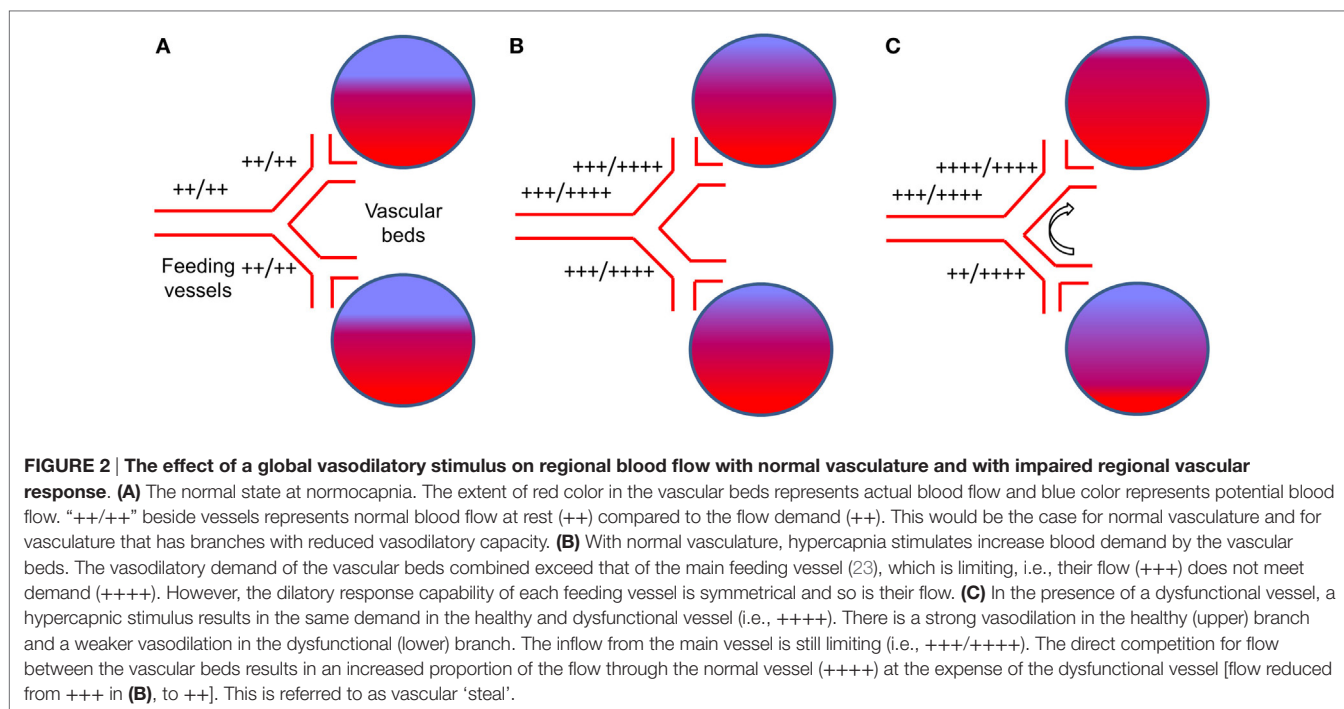 A
B
C
++/++
++/++
Vascular
beds
Feeding
vessels
++/++
+++/++++
+++/++++
+++/++++
++++/++++
+++/++++
++/++++
FIGURE 2 | The effect of a global vasodilatory stimulus on regional blood flow with normal vasculature and with impaired regional vascular
response. (A) The normal state at normocapnia. The extent of red color in the vascular beds represents actual blood flow and blue color represents potential blood
flow. “++/++” beside vessels represents normal blood flow at rest (++) compared to the flow demand (++). This would be the case for normal vasculature and for
vasculature that has branches with reduced vasodilatory capacity. (B) With normal vasculature, hypercapnia stimulates increase blood demand by the vascular
beds. The vasodilatory demand of the vascular beds combined exceed that of the main feeding vessel (23), which is limiting, i.e., their flow (+++) does not meet
demand (++++). However, the dilatory response capability of each feeding vessel is symmetrical and so is their flow. (C) In the presence of a dysfunctional vessel, a
hypercapnic stimulus results in the same demand in the healthy and dysfunctional vessel (i.e., ++++). There is a strong vasodilation in the healthy (upper) branch
and a weaker vasodilation in the dysfunctional (lower) branch. The inflow from the main vessel is still limiting (i.e., +++/++++). The direct competition for flow
between the vascular beds results in an increased proportion of the flow through the normal vessel (++++) at the expense of the dysfunctional vessel [flow reduced
from +++ in (B), to ++]. This is referred to as vascular ‘steal’.